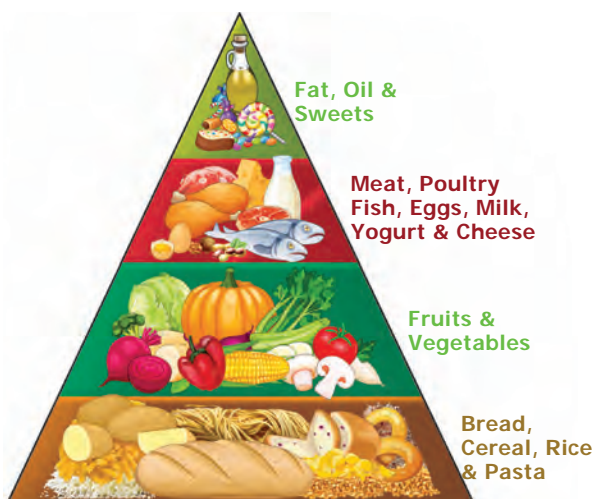 Fat, Oil &
Sweets
Meat, Poultry
Fish, Eggs, Milk,
Yogurt & Cheese
Fruits &
Vegetables
Bread,
Cereal, Rice
& Pasta